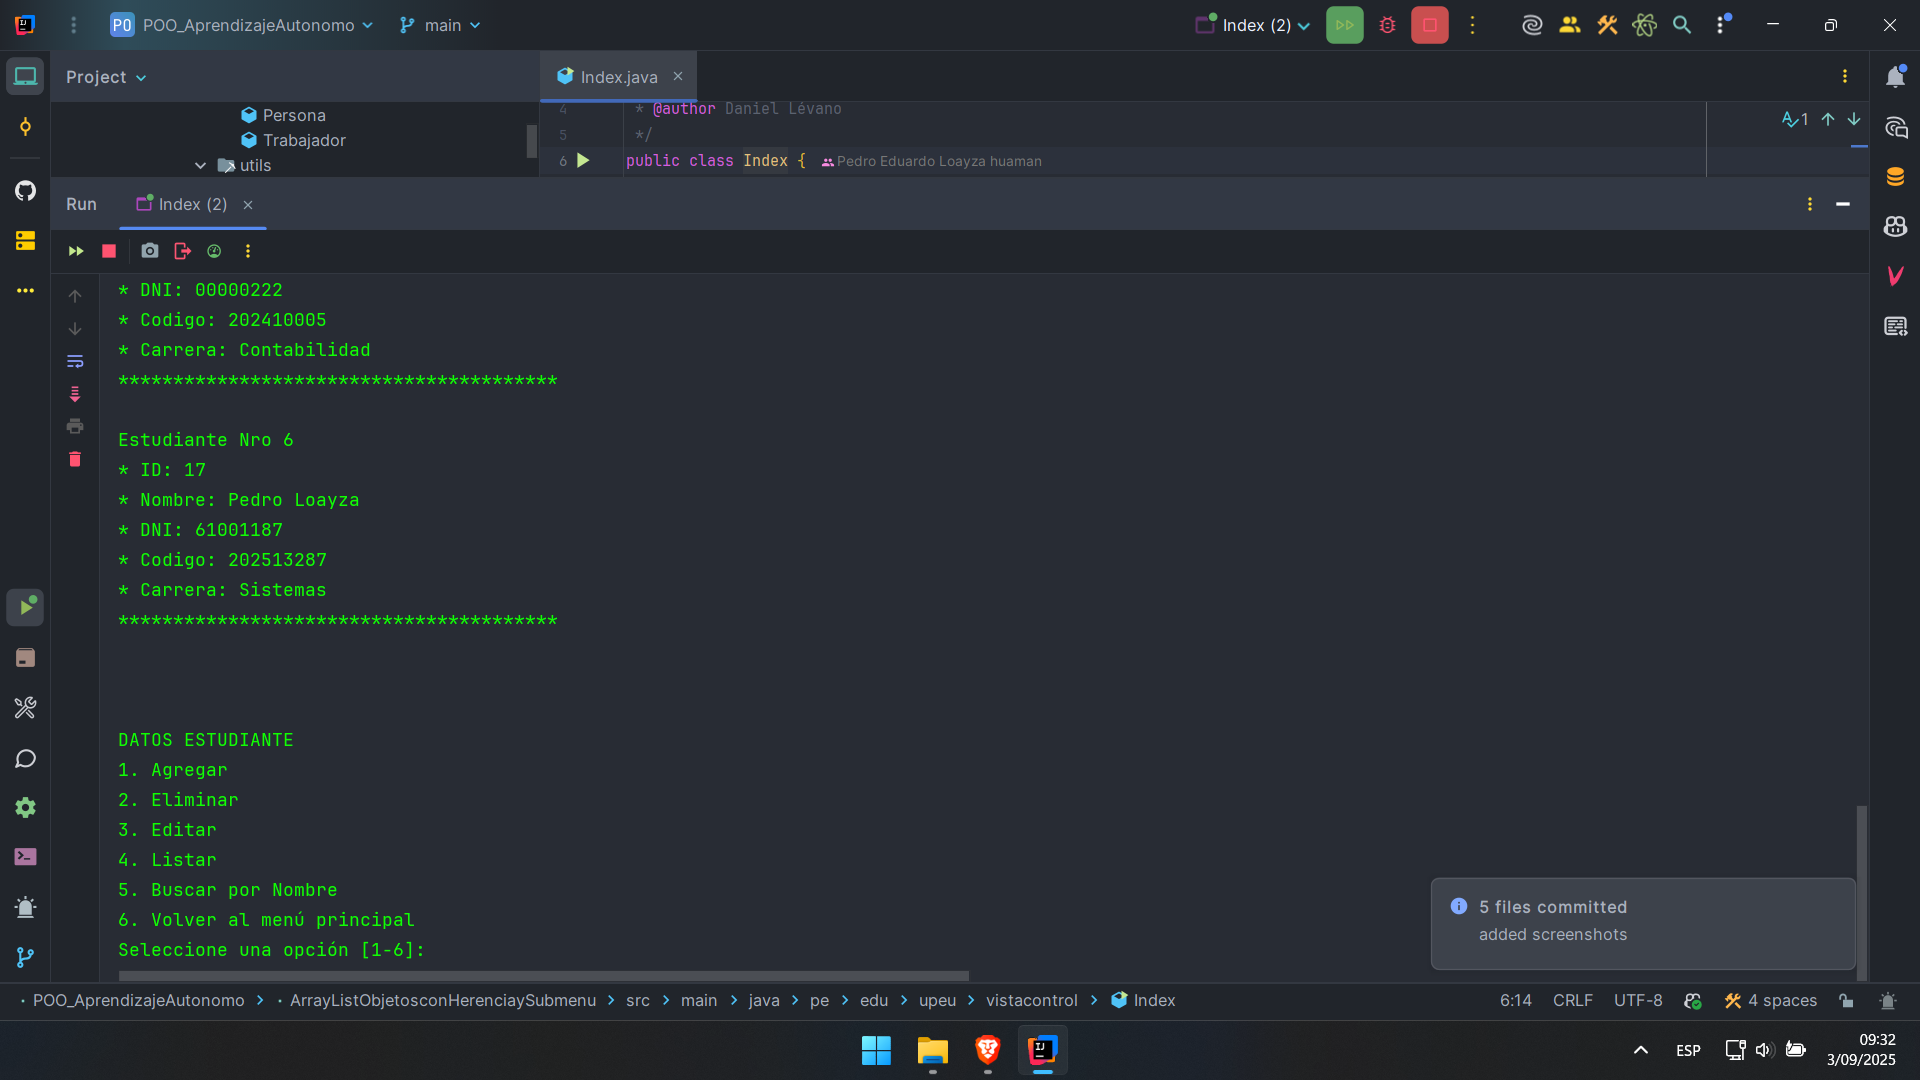 PO POO_AprendizajeAutonomo main Index (2)
Project
Index.java
Persona
Trabajador
utils
4 * @author Daniel Lévano
5 */
6 public class Index { Pedro Eduardo Loayza huaman
1
Run Index (2)
* DNI: 00000222
* Codigo: 202410005
* Carrera: Contabilidad
****************************************
Estudiante Nro 6
* ID: 17
* Nombre: Pedro Loayza
* DNI: 61001187
* Codigo: 202513287
* Carrera: Sistemas
****************************************
DATOS ESTUDIANTE
1. Agregar
2. Eliminar
3. Editar
4. Listar
5. Buscar por Nombre
6. Volver al menú principal
Seleccione una opción [1-6]:
5 files committed
added screenshots
POO_AprendizajeAutonomo > ArrayListObjetosconHerenciaySubmenu > src > main > java > pe > edu > upeu > vistacontrol > Index
6:14 CRLF UTF-8 4 spaces
ESP
09:32
3/09/2025